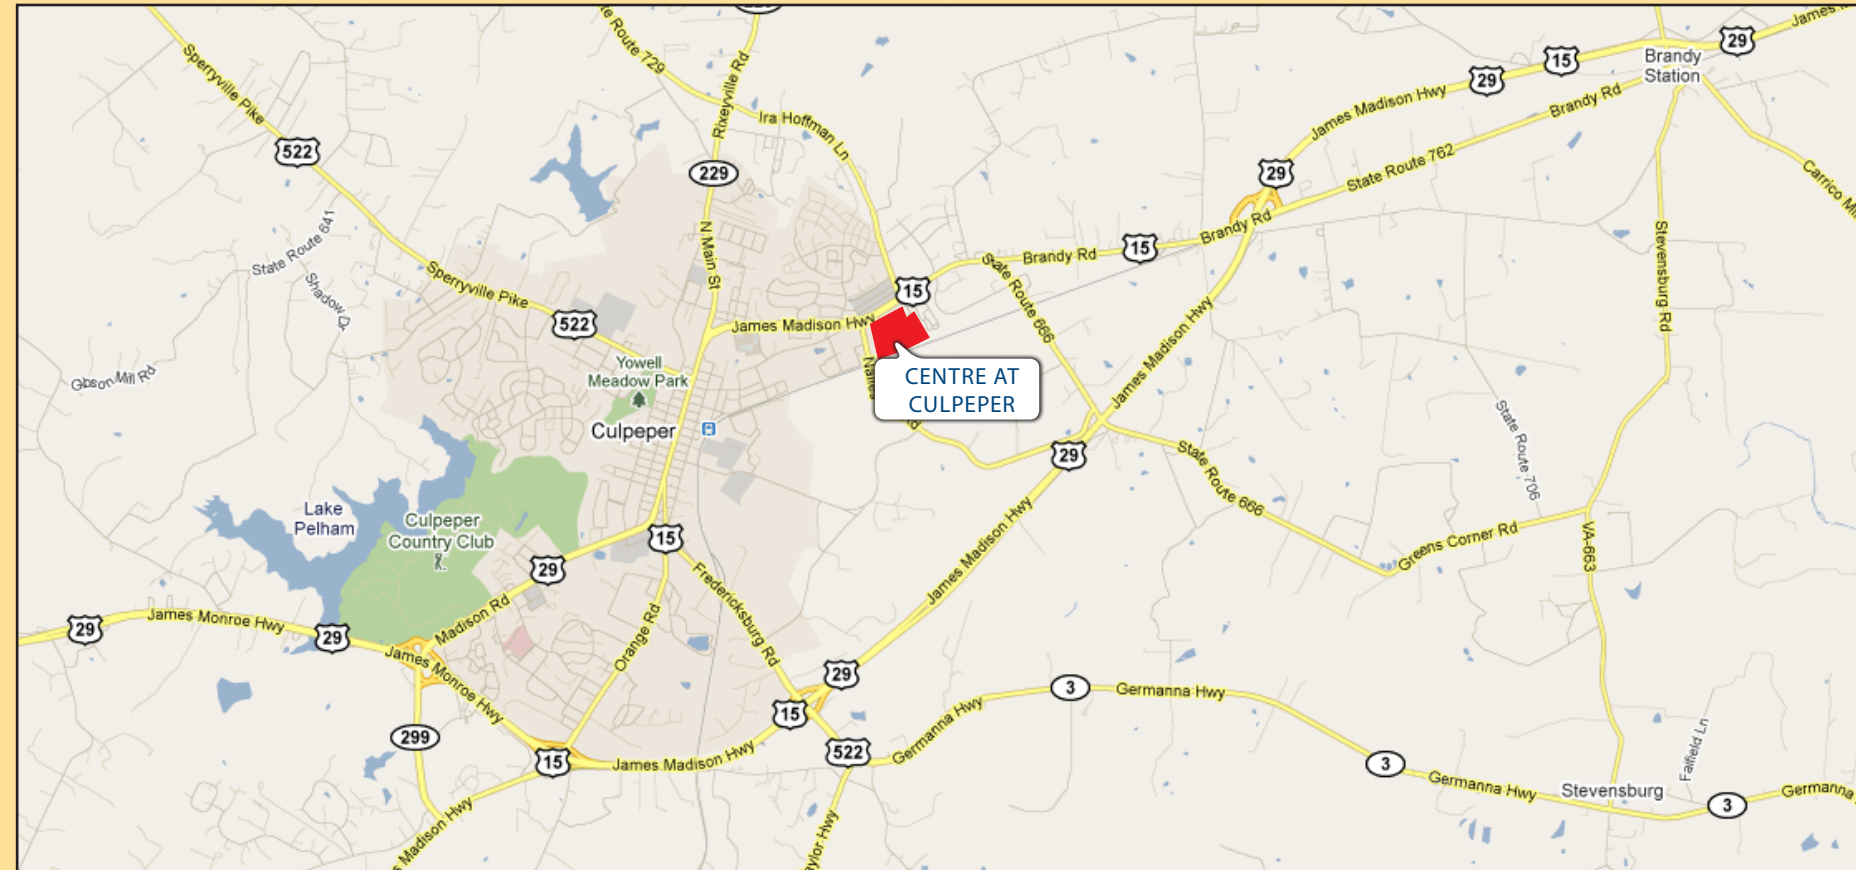 Route 729
Rixeyville Rd
Sperryville Pike
522
229
Ira Hoffman Ln
29
15
29
James
Brandy
Station
James Madison Hwy
Brandy Rd
29
State Route 762
Carrico
State Route 641
Shadow Dr
Sperryville Pike
522
N Main St
James Madison Hwy
15
Brandy Rd
15
Brandy Rd
State Route 666
James Madison Hwy
Stevensburg Rd
Gibson Mill Rd
Yowell
Meadow Park
Culpeper
CENTRE AT
CULPEPER
29
State Route 666
State Route 706
Lake
Pelham
Culpeper
Country Club
15
29
Madison Rd
Fredericksburg Rd
Orange Rd
James Madison Hwy
Greens Corner Rd
VA-663
29
James Monroe Hwy
29
James Monroe Hwy
299
15
James Madison Hwy
15
29
522
Germanna Hwy
3
Germanna Hwy
3
Germanna Hwy
Stevensburg
Fairfield Ln
3
Germanna
Madison Hwy
Hwy